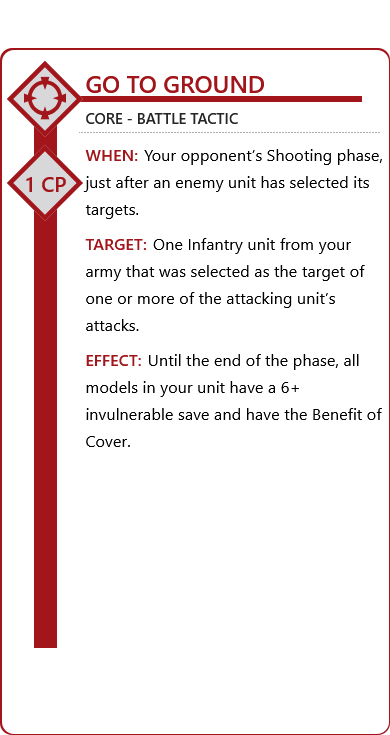 GO TO GROUND
CORE - BATTLE TACTIC
1 CP
WHEN: Your opponent’s Shooting phase,
just after an enemy unit has selected its
targets.
TARGET: One Infantry unit from your
army that was selected as the target of
one or more of the attacking unit’s
attacks.
EFFECT: Until the end of the phase, all
models in your unit have a 6+
invulnerable save and have the Benefit of
Cover.